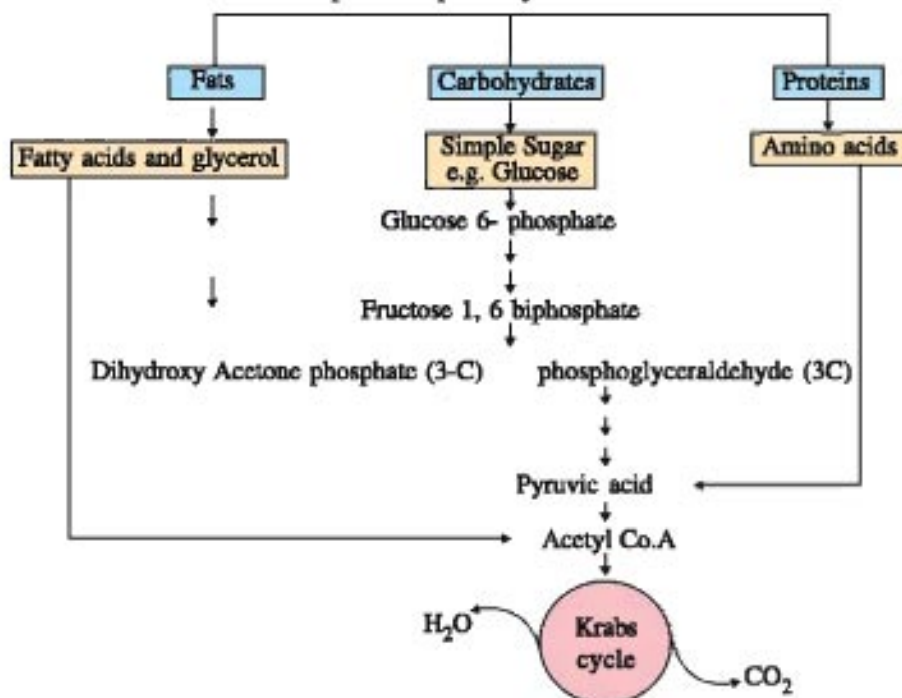 Fats
Carbohydrates
Proteins
Fatty acids and glycerol
Simple Sugar
e.g. Glucose
Amino acids
Glucose 6- phosphate
Fructose 1, 6 biphosphate
Dihydroxy Acetone phosphate (3-C)
phosphoglyceraldehyde (3C)
Pyruvic acid
Acetyl Co.A
Krabs
cycle
H₂O
CO₂